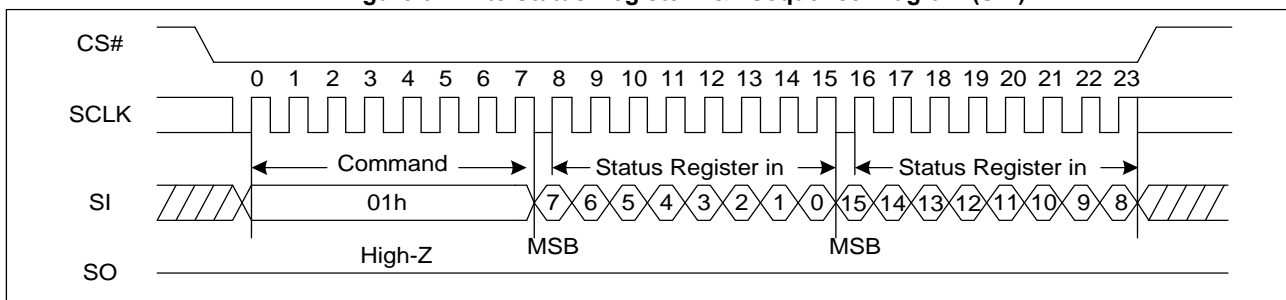 CS#
0 1 2 3 4 5 6 7 8 9 10 11 12 13 14 15 16 17 18 19 20 21 22 23
SCLK
Command Status Register in Status Register in
SI 01h 7 6 5 4 3 2 1 0 15 14 13 12 11 10 9 8
High-Z MSB MSB
SO